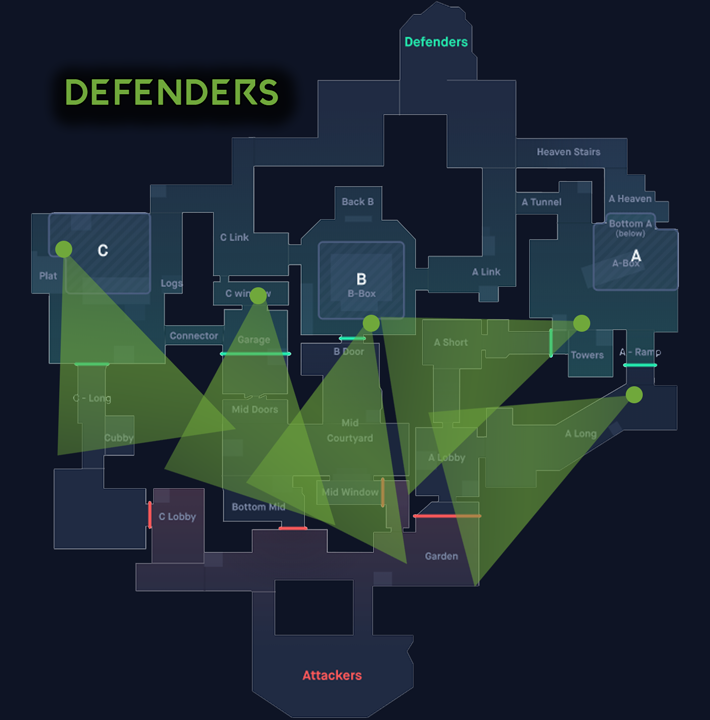 Defenders
DEFENDERS
Heaven Stairs
A Heaven
Back B
A Tunnel
Bottom A
(below)
C Link
C
A
A-Box
Plat
A Link
B
Logs
B-Box
C window
Connector
Garage
A Short
B Door
Towers
A - Ramp
C - Long
Mid Doors
Mid
Courtyard
Cubby
A Long
A Lobby
Mid Window
Bottom Mid
C Lobby
Garden
Attackers